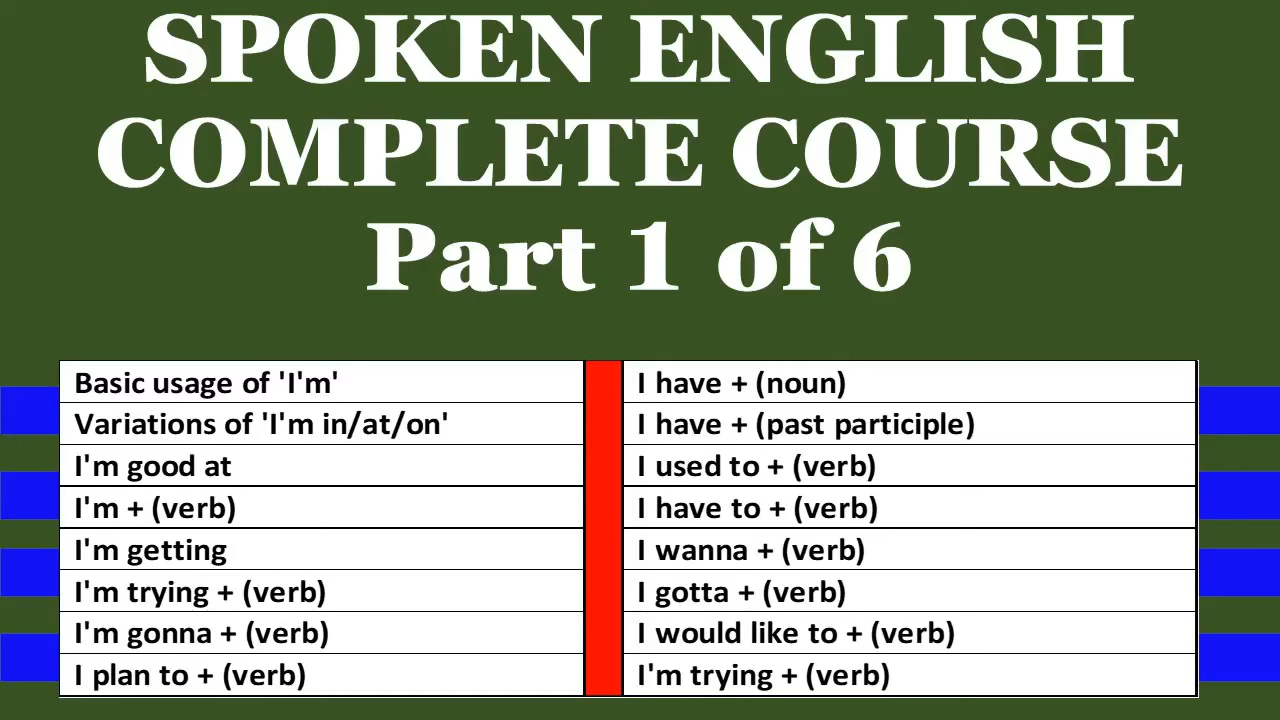 SPOKEN ENGLISH
COMPLETE COURSE
Part 1 of 6
Basic usage of 'I'm'
Variations of 'I'm in/at/on'
I'm good at
I'm + (verb)
I'm getting
I'm trying + (verb)
I'm gonna + (verb)
I plan to + (verb)
I have + (noun)
I have + (past participle)
I used to + (verb)
I have to + (verb)
I wanna + (verb)
I gotta + (verb)
I would like to + (verb)
I'm trying + (verb)